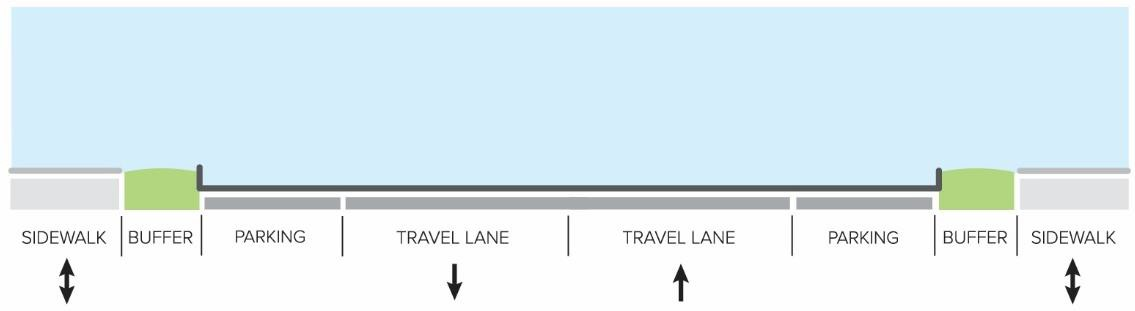 SIDEWALK BUFFER PARKING TRAVEL LANE TRAVEL LANE PARKING BUFFER SIDEWALK